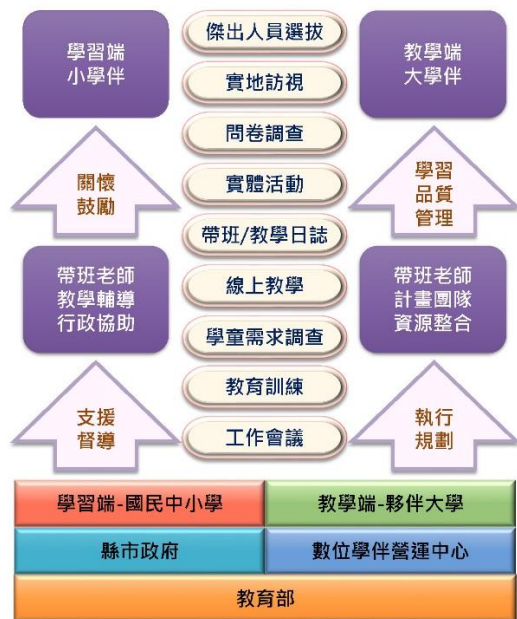 學習端
小學伴
傑出人員選拔
教學端
大學伴
實地訪視
問卷調查
關懷
鼓勵
實體活動
學習
品質
管理
帶班/教學日誌
帶班老師
教學輔導
行政協助
線上教學
帶班老師
計畫團隊
資源整合
學童需求調查
教育訓練
支援
督導
工作會議
執行
規劃
學習端-國民中小學
教學端-夥伴大學
縣市政府
數位學伴營運中心
教育部